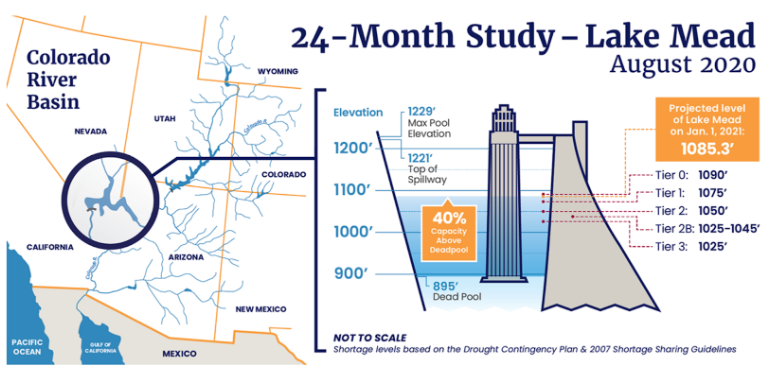 24-Month Study – Lake Mead
August 2020
Colorado
River
Basin
WYOMING
UTAH
NEVADA
COLORADO
CALIFORNIA
ARIZONA
NEW MEXICO
MEXICO
PACIFIC
OCEAN
GULF OF
CALIFORNIA
Colorado R.
Elevation
1229’
Max Pool
Elevation
1200’
1221’
Top of
Spillway
1100’
40%
Capacity
Above
Deadpool
1000’
900’
895’
Dead Pool
Projected level
of Lake Mead
on Jan. 1, 2021:
1085.3’
Tier 0: 1090’
Tier 1: 1075’
Tier 2: 1050’
Tier 2B: 1025-1045’
Tier 3: 1025’
NOT TO SCALE
Shortage levels based on the Drought Contingency Plan & 2007 Shortage Sharing Guidelines